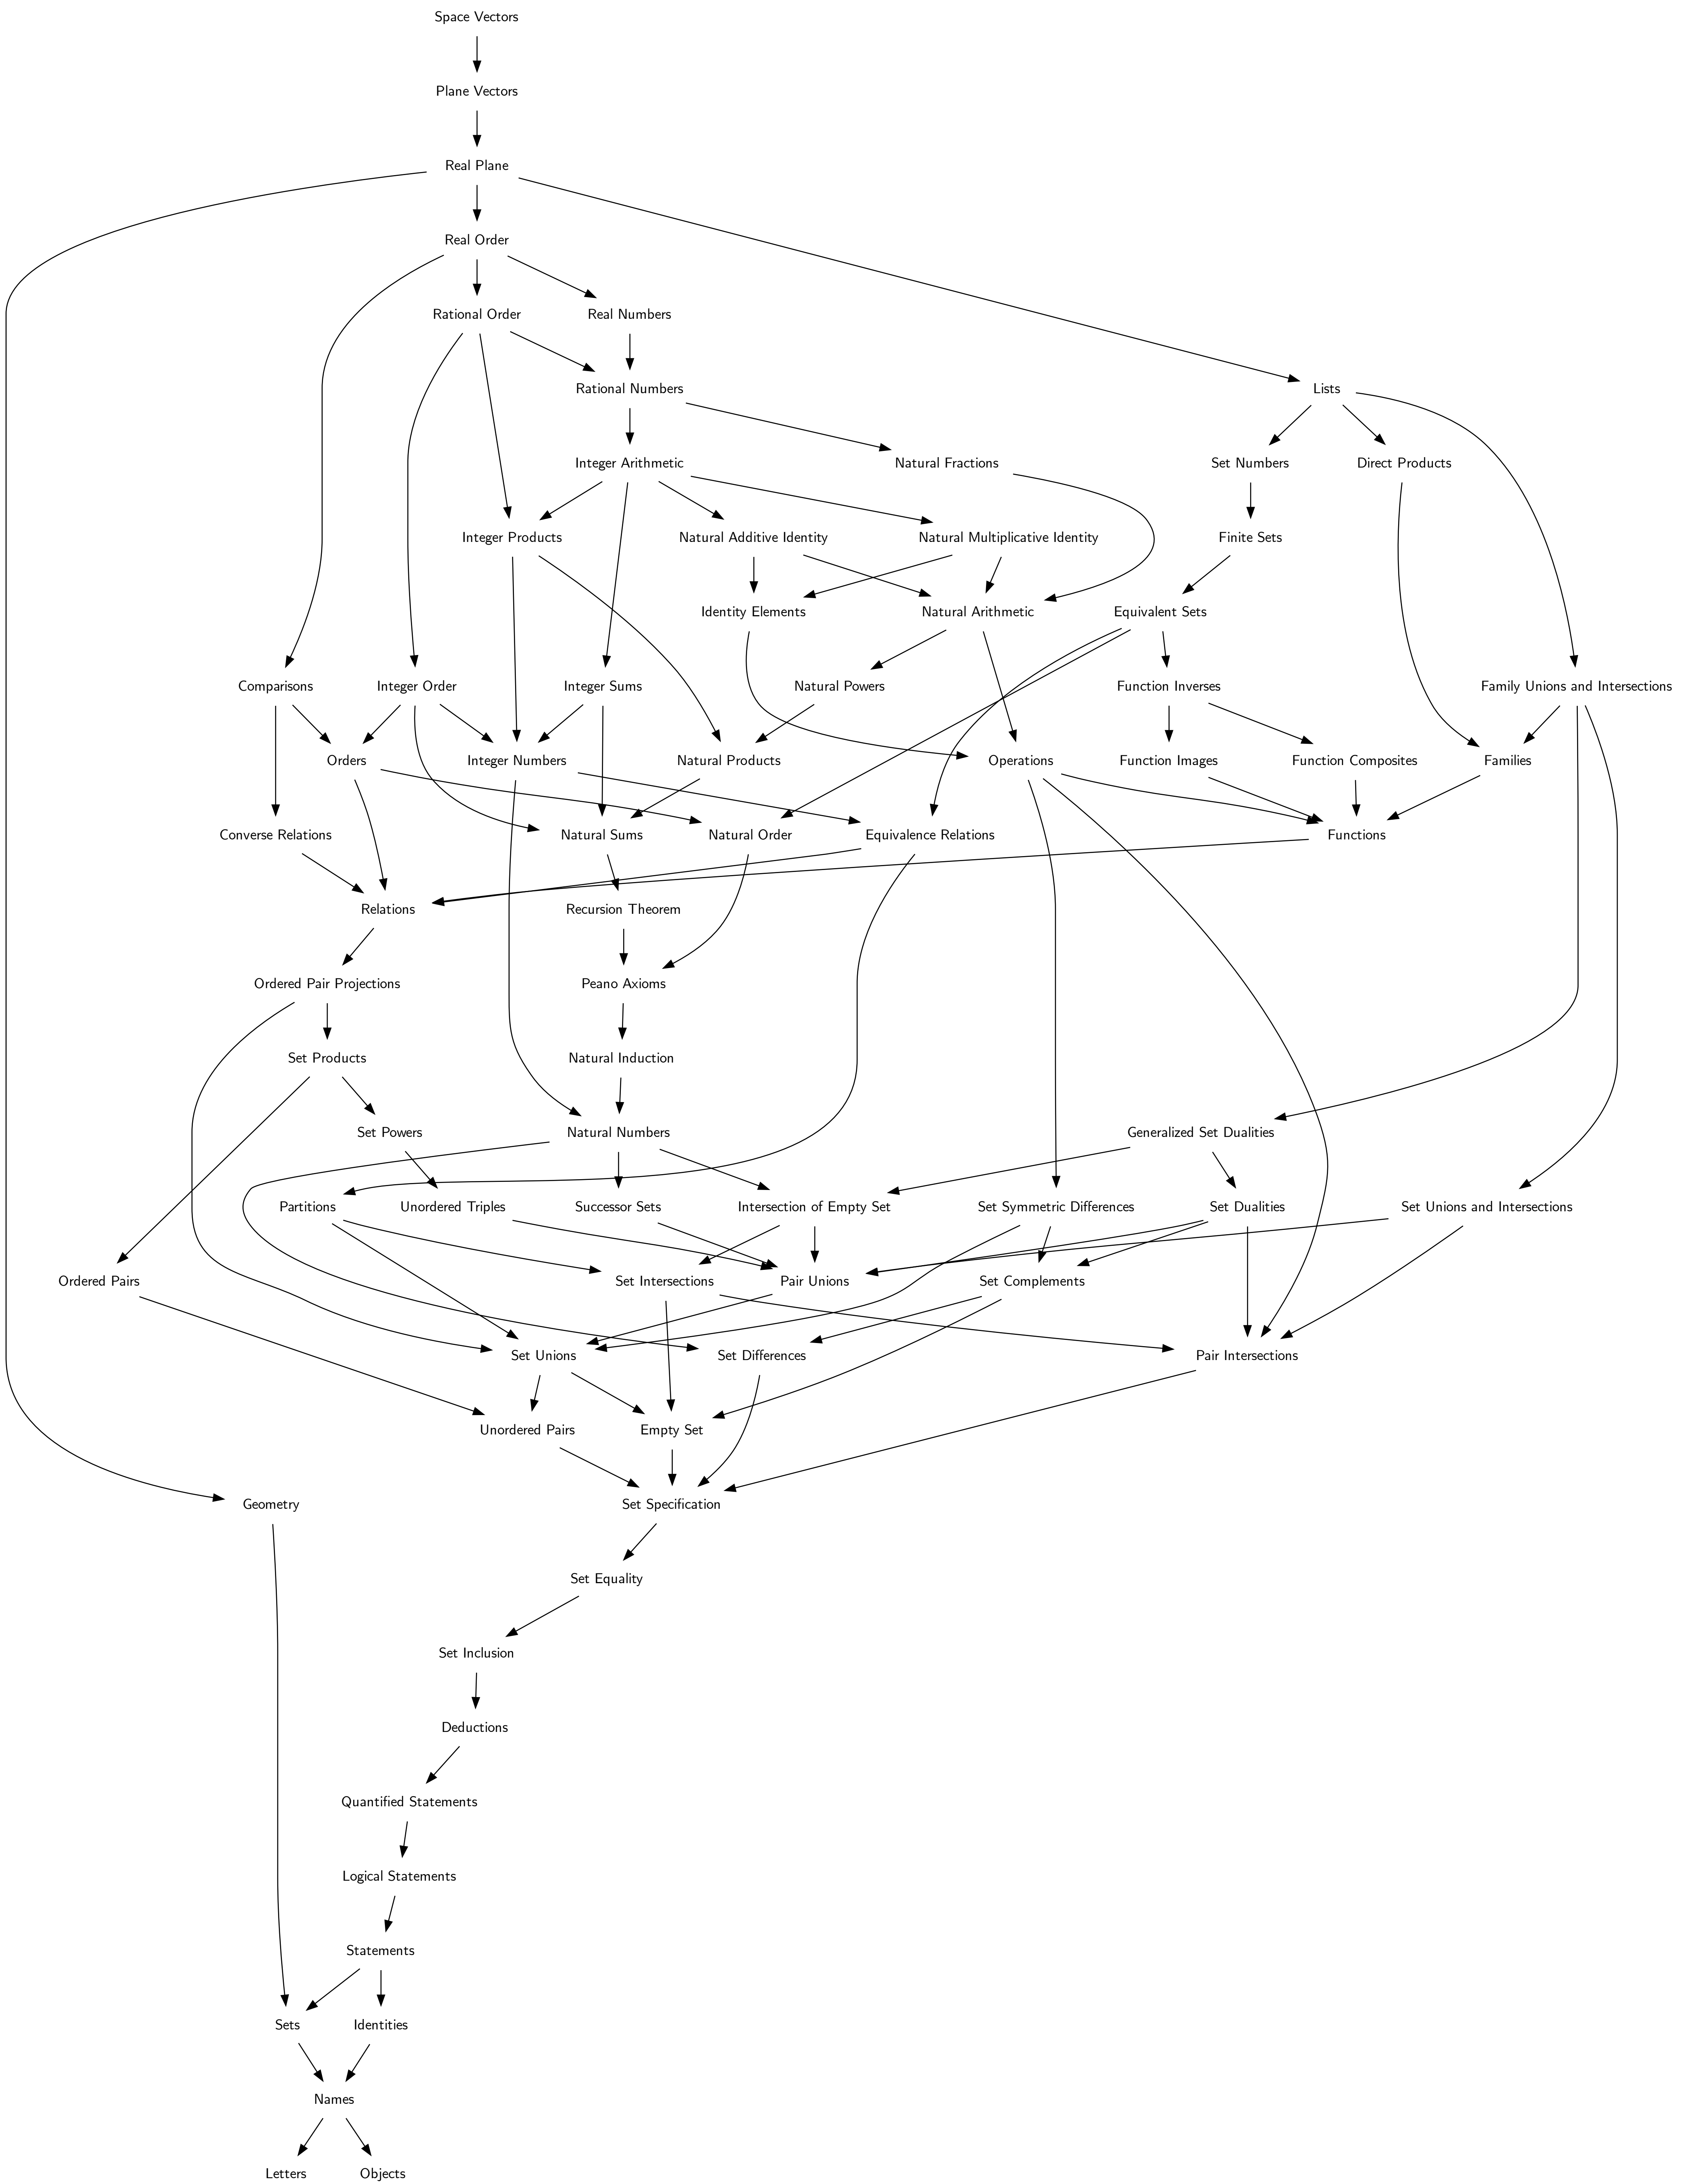 Space Vectors
Plane Vectors
Real Plane
Real Order
Rational Order
Real Numbers
Rational Numbers
Lists
Integer Arithmetic
Natural Fractions
Set Numbers
Direct Products
Integer Products
Natural Additive Identity
Natural Multiplicative Identity
Finite Sets
Identity Elements
Natural Arithmetic
Equivalent Sets
Comparisons
Integer Order
Integer Sums
Natural Powers
Function Inverses
Family Unions and Intersections
Orders
Integer Numbers
Natural Products
Operations
Function Images
Function Composites
Families
Converse Relations
Natural Sums
Natural Order
Equivalence Relations
Functions
Relations
Recursion Theorem
Ordered Pair Projections
Peano Axioms
Set Products
Natural Induction
Set Powers
Natural Numbers
Generalized Set Dualities
Partitions
Unordered Triples
Successor Sets
Intersection of Empty Set
Set Symmetric Differences
Set Dualities
Set Unions and Intersections
Ordered Pairs
Set Intersections
Pair Unions
Set Complements
Set Unions
Set Differences
Pair Intersections
Unordered Pairs
Empty Set
Geometry
Set Specification
Set Equality
Set Inclusion
Deductions
Quantified Statements
Logical Statements
Statements
Sets
Identities
Names
Letters
Objects